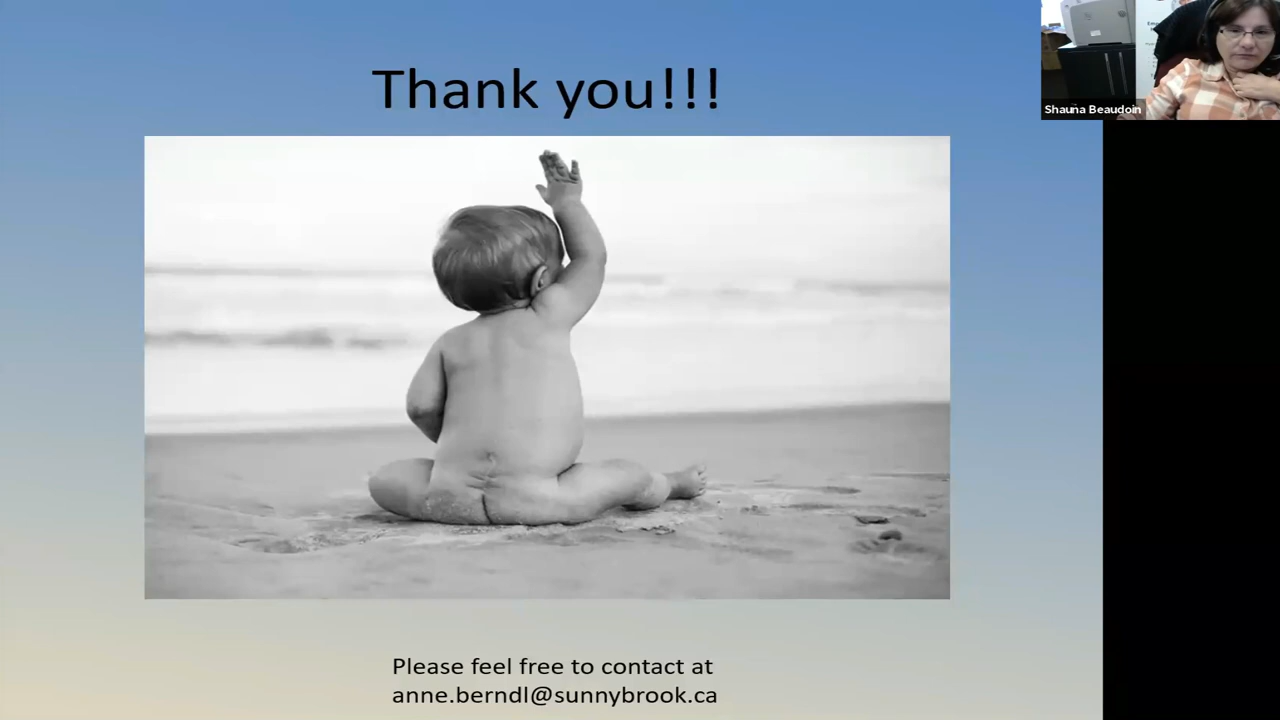 Thank you!!!
Shauna Beaudoin
Please feel free to contact at
anne.berndl@sunnybrook.ca